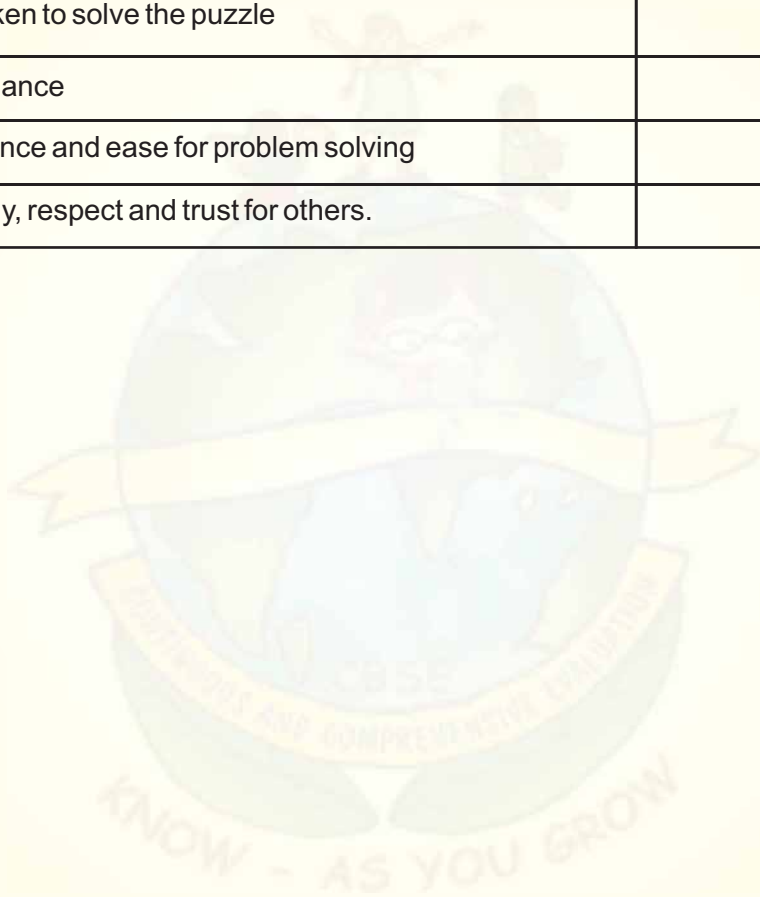 ken to solve the puzzle
ance
nce and ease for problem solving
y, respect and trust for others.
CBSE
CONTINUOUS AND COMPREHENSIVE EVALUATION
KNOW - AS YOU GROW